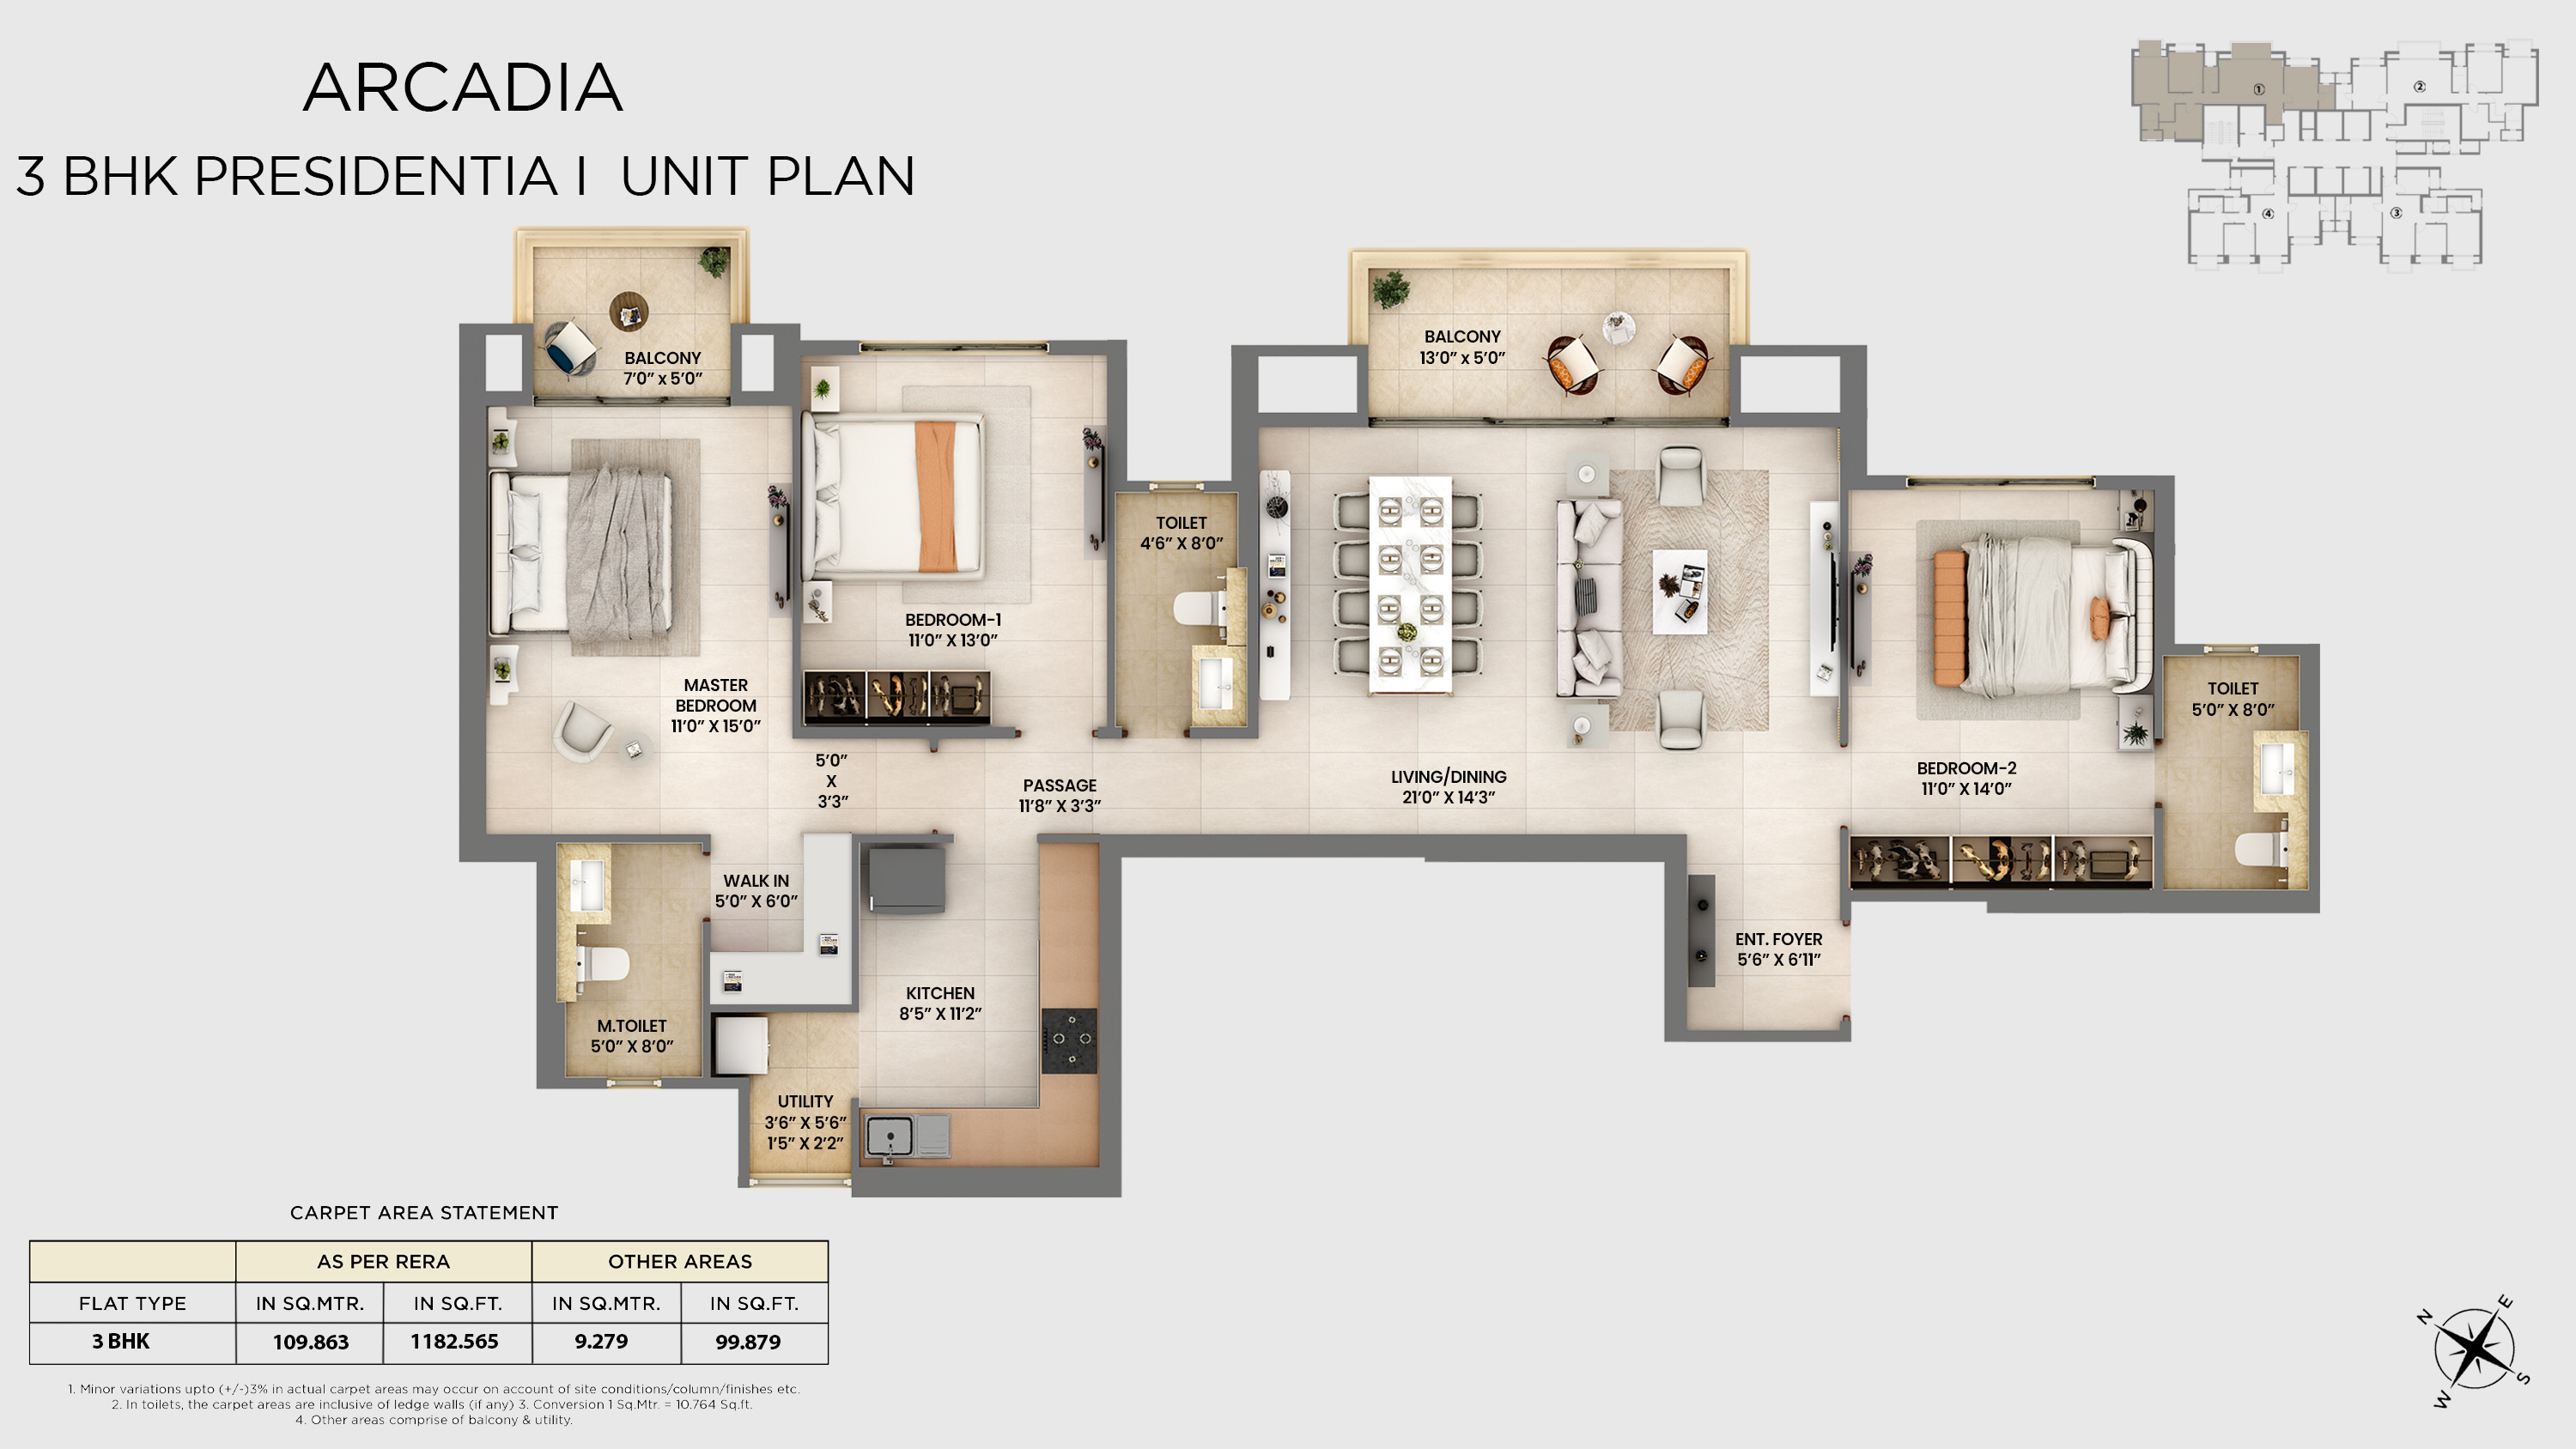 ARCADIA
3 BHK PRESIDENTIA I UNIT PLAN
①
②
④
③
BALCONY
7’0” x 5’0”
BALCONY
13’0” x 5’0”
TOILET
4’6” X 8’0”
BEDROOM-1
11’0” X 13’0”
MASTER
BEDROOM
11’0” X 15’0”
TOILET
5’0” X 8’0”
5’0”
X
3’3”
PASSAGE
11’8” X 3’3”
LIVING/DINING
21’0” X 14’3”
BEDROOM-2
11’0” X 14’0”
WALK IN
5’0” X 6’0”
ENT. FOYER
5’6” X 6’11”
KITCHEN
8’5” X 11’2”
M.TOILET
5’0” X 8’0”
UTILITY
3’6” X 5’6”
1’5” X 2’2”
CARPET AREA STATEMENT
AS PER RERA OTHER AREAS
FLAT TYPE IN SQ.MTR. IN SQ.FT. IN SQ.MTR. IN SQ.FT.
3 BHK 109.863 1182.565 9.279 99.879
1. Minor variations upto (+/-)3% in actual carpet areas may occur on account of site conditions/column/finishes etc.
2. In toilets, the carpet areas are inclusive of ledge walls (if any) 3. Conversion 1 Sq.Mtr. = 10.764 Sq.ft.
4. Other areas comprise of balcony & utility.
N
E
W
S